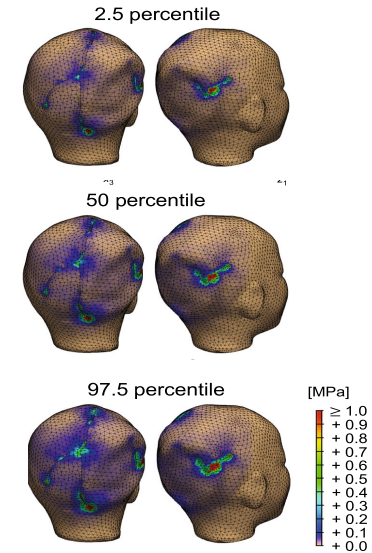 2.5 percentile
50 percentile
97.5 percentile
[MPa]
≥ 1.0
+ 0.9
+ 0.8
+ 0.7
+ 0.6
+ 0.5
+ 0.4
+ 0.3
+ 0.2
+ 0.1
+ 0.0